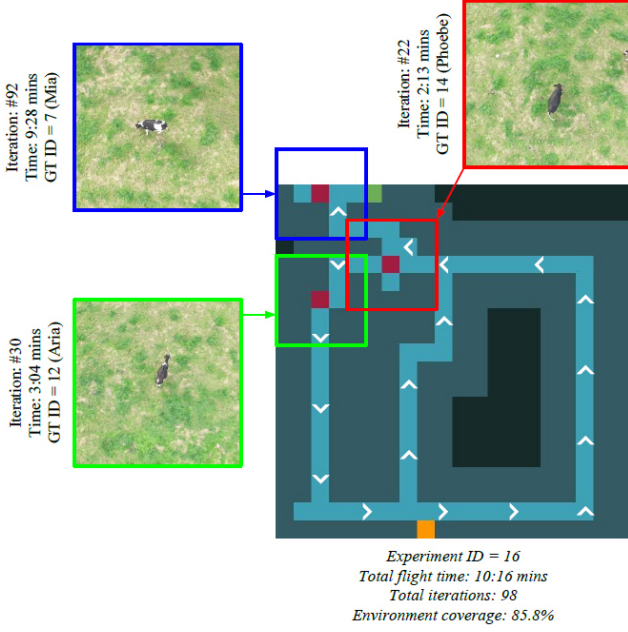 Iteration: #92
Time: 9:28 mins
GT ID = 7 (Mia)
Iteration: #22
Time: 2:13 mins
GT ID = 14 (Phoebe)
Iteration: #30
Time: 3:04 mins
GT ID = 12 (Aria)
Experiment ID = 16
Total flight time: 10:16 mins
Total iterations: 98
Environment coverage: 85.8%